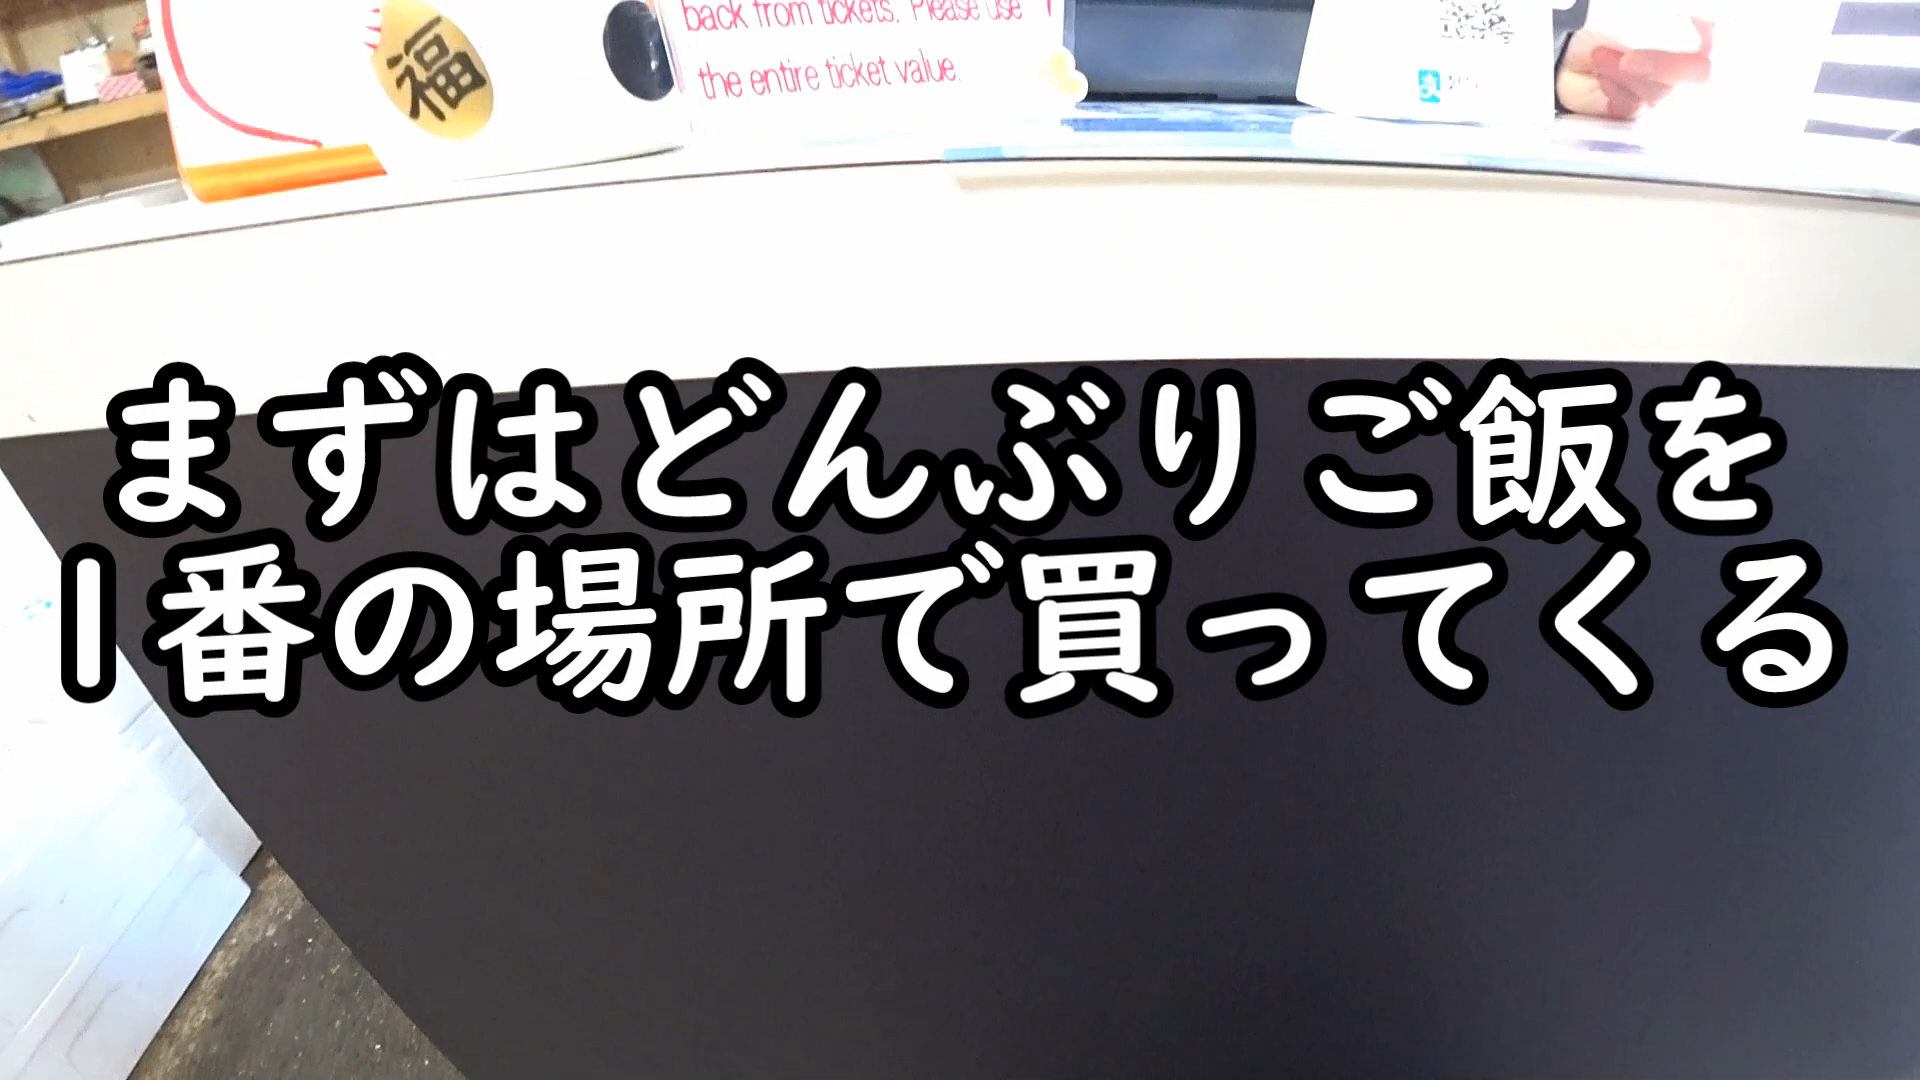 back from tickets. Please use
the entire ticket value.
福
まずはどんぶりご飯を
1番の場所で買ってくる